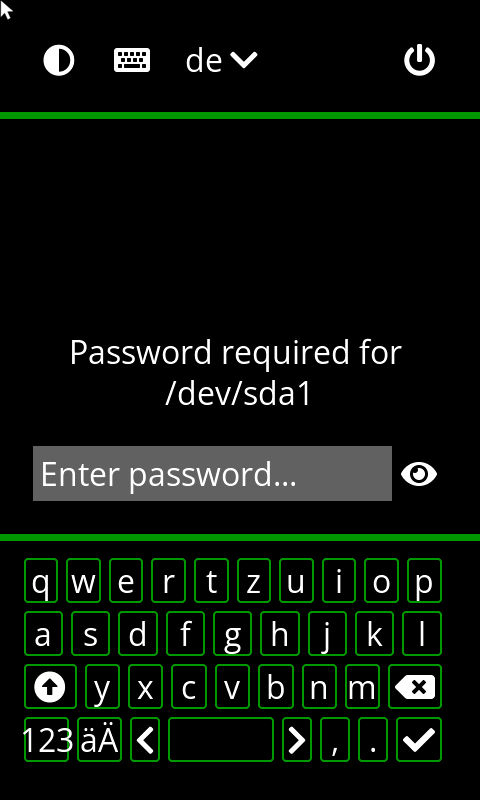 de
Password required for
/dev/sda1
Enter password...
q w e r t z u i o p
a s d f g h j k l
y x c v b n m
123 äÄ , .